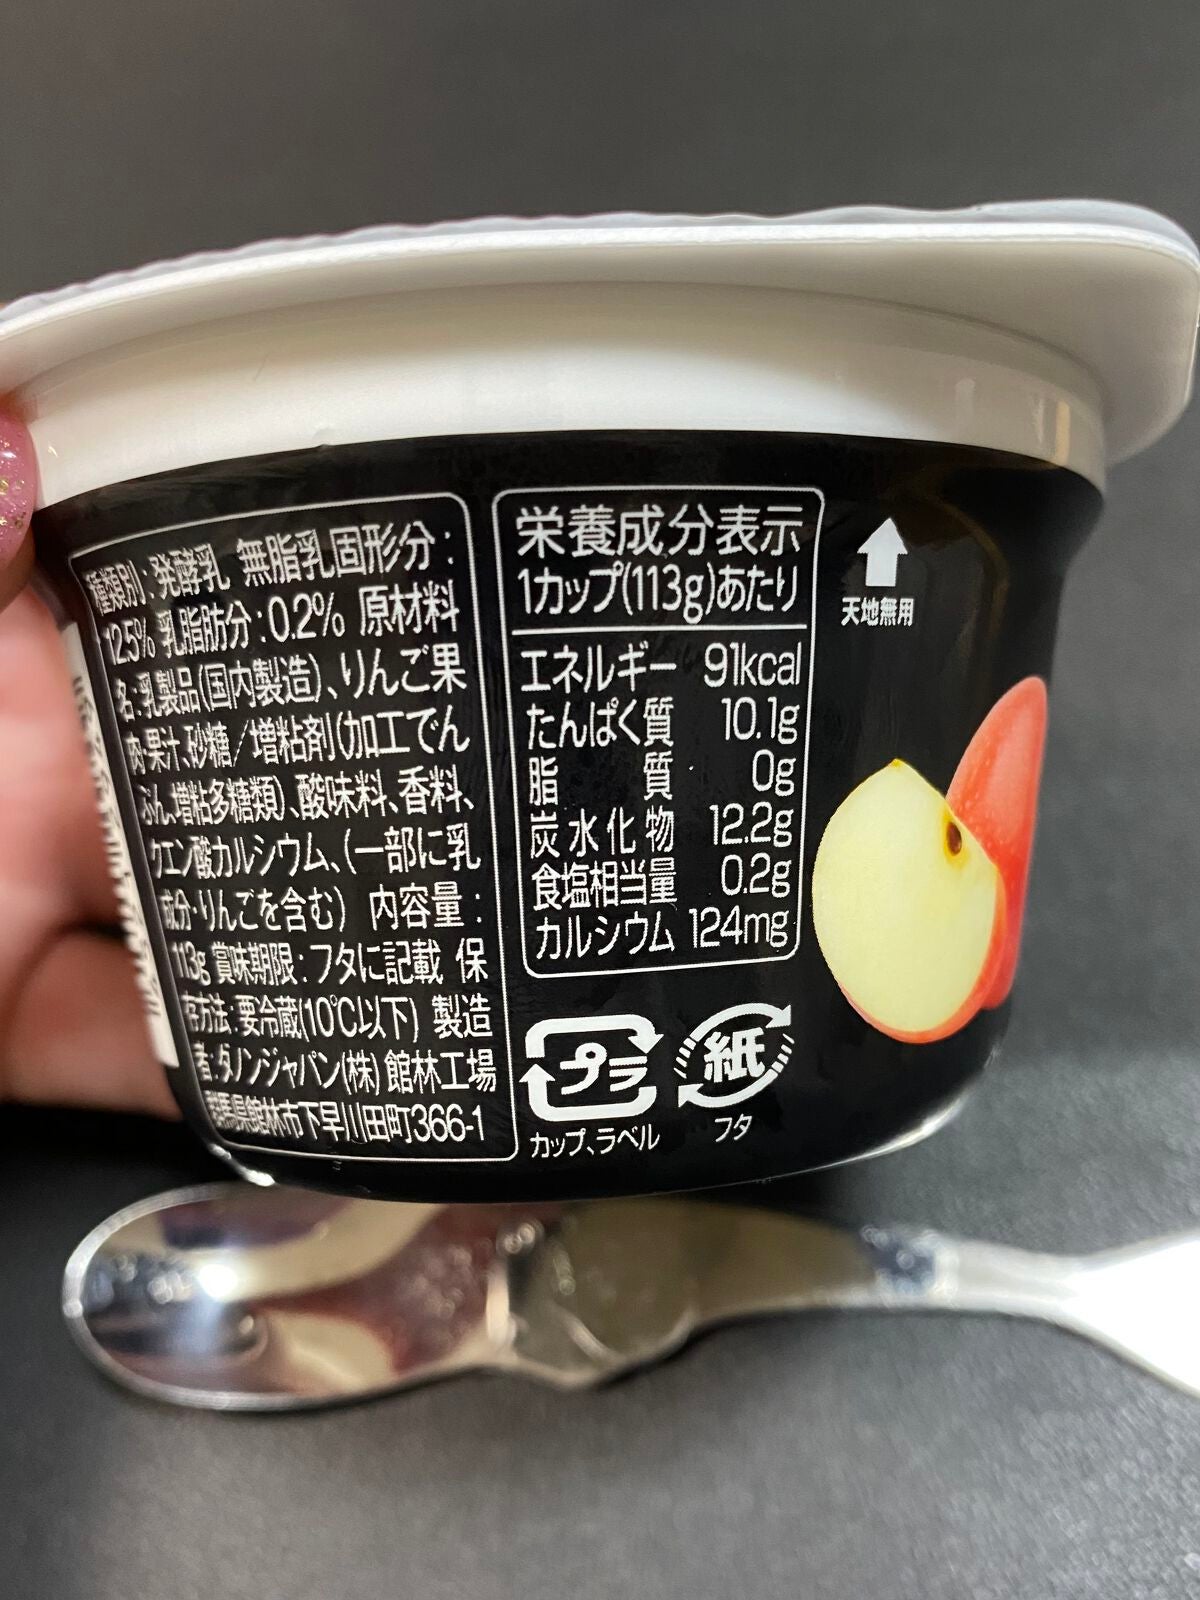 種類別:発酵乳 無脂乳固形分:
12.5% 乳脂肪分:0.2% 原材料
名:乳製品(国内製造)、りんご果
肉・果汁、砂糖/増粘剤(加工でん
ぷん、増粘多糖類)、酸味料、香料、
クエン酸カルシウム、(一部に乳
成分・りんごを含む) 内容量:
113g 賞味期限:フタに記載 保
存方法:要冷蔵(10℃以下) 製造
者:ダノンジャパン(株)館林工場
群馬県館林市下早川田町366-1
栄養成分表示
1カップ(113g)あたり
エネルギー 91kcal
たんぱく質 10.1g
脂質 0g
炭水化物 12.2g
食塩相当量 0.2g
カルシウム 124mg
プラ
カップ、ラベル
紙
フタ
天地無用